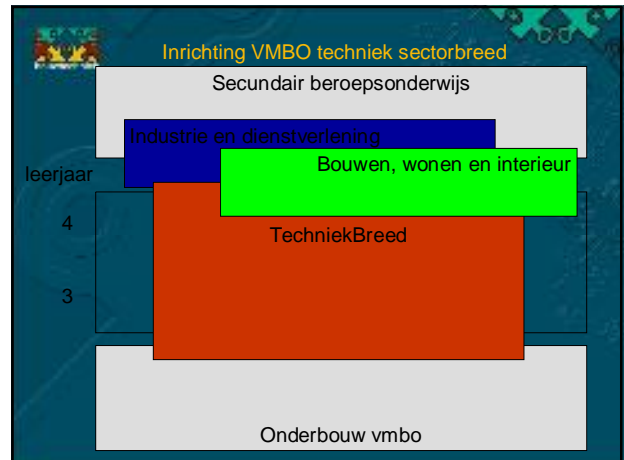 Inrichting VMBO techniek sectorbreed
Secundair beroepsonderwijs
Industrie en dienstverlening
Bouwen, wonen en interieur
leerjaar
4
TechniekBreed
3
Onderbouw vmbo